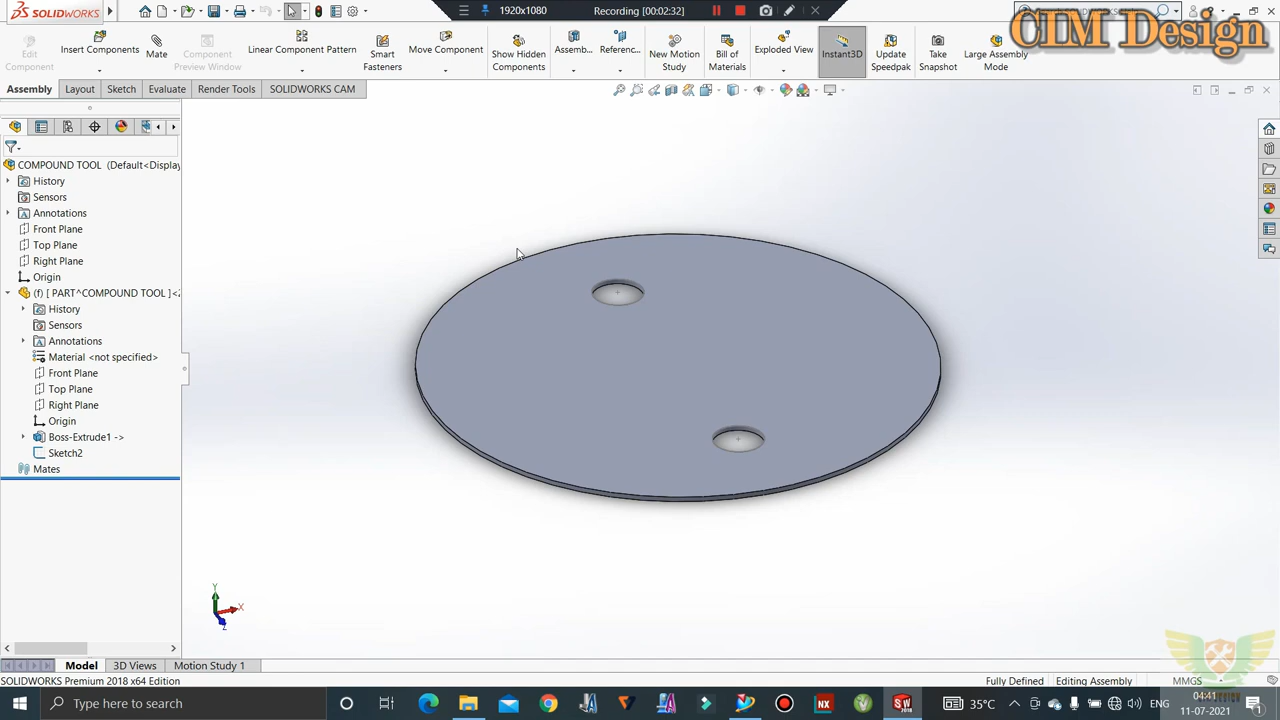 SOLIDWORKS
1920x1080
Recording [00:02:32]
CIM Design
Edit Component
Insert Components
Mate
Component Preview Window
Linear Component Pattern
Smart Fasteners
Move Component
Show Hidden Components
Assemb...
Referenc...
New Motion Study
Bill of Materials
Exploded View
Instant3D
Update Speedpak
Take Snapshot
Large Assembly Mode
Assembly
Layout
Sketch
Evaluate
Render Tools
SOLIDWORKS CAM
COMPOUND TOOL (Default<Display
History
Sensors
Annotations
Front Plane
Top Plane
Right Plane
Origin
(f) [ PART^COMPOUND TOOL ]<
History
Sensors
Annotations
Material <not specified>
Front Plane
Top Plane
Right Plane
Origin
Boss-Extrude1 ->
Sketch2
Mates
Y
X
Z
Model
3D Views
Motion Study 1
SOLIDWORKS Premium 2018 x64 Edition
Fully Defined
Editing Assembly
MMGS
Type here to search
35°C
ENG
04:41
11-07-2021